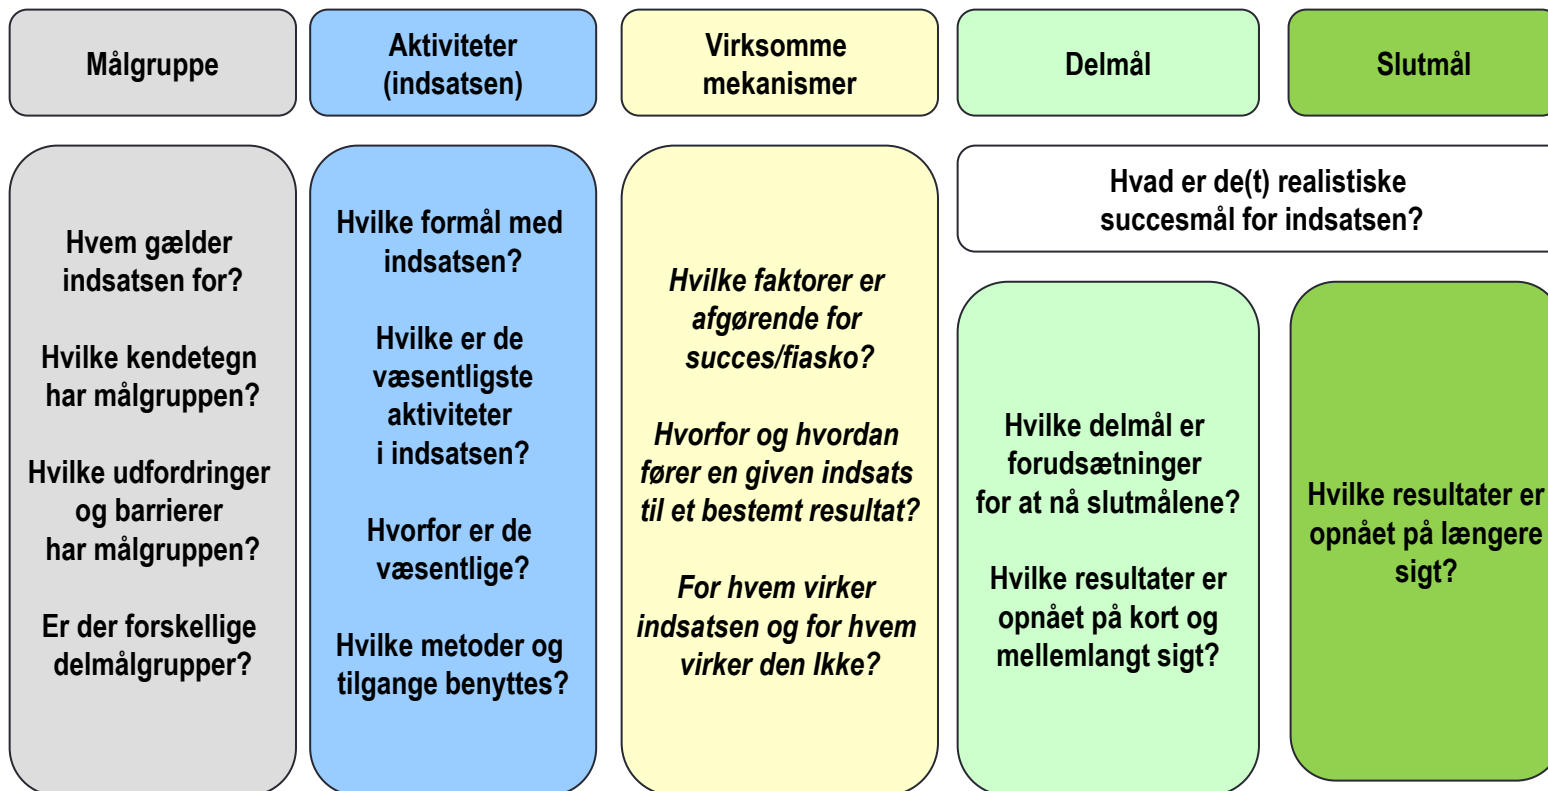 Målgruppe
Aktiviteter
(indsatsen)
Virksomme
mekanismer
Delmål
Slutmål
Hvem gælder
indsatsen for?
Hvilke kendetegn
har målgruppen?
Hvilke udfordringer
og barrierer
har målgruppen?
Er der forskellige
delmålgrupper?
Hvilke formål med
indsatsen?
Hvilke er de
væsentligste
aktiviteter
i indsatsen?
Hvorfor er de
væsentlige?
Hvilke metoder og
tilgange benyttes?
Hvilke faktorer er
afgørende for
succes/fiasko?
Hvorfor og hvordan
fører en given indsats
til et bestemt resultat?
For hvem virker
indsatsen og for hvem
virker den Ikke?
Hvad er de(t) realistiske
succesmål for indsatsen?
Hvilke delmål er
forudsætninger
for at nå slutmålene?
Hvilke resultater er
opnået på kort og
mellemlangt sigt?
Hvilke resultater er
opnået på længere
sigt?